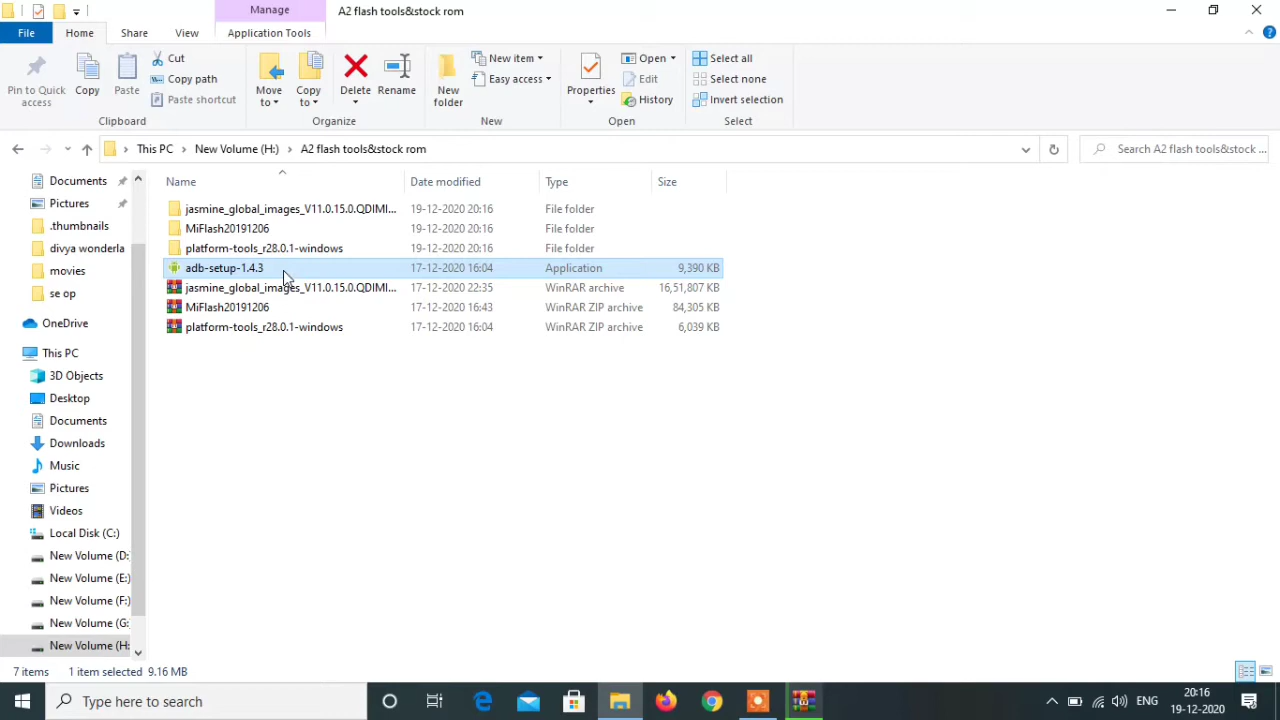 Manage
A2 flash tools&stock rom
File
Home
Share
View
Application Tools
Pin to Quick access
Copy
Paste
Cut
Copy path
Paste shortcut
Clipboard
Move to
Copy to
Delete
Rename
Organize
New folder
New item
Easy access
New
Properties
Open
Edit
History
Open
Select all
Select none
Invert selection
Select
This PC
New Volume (H:)
A2 flash tools&stock rom
Search A2 flash tools&stock ...
Documents
Pictures
.thumbnails
divya wonderla
movies
se op
OneDrive
This PC
3D Objects
Desktop
Documents
Downloads
Music
Pictures
Videos
Local Disk (C:)
New Volume (D:
New Volume (E:)
New Volume (F:)
New Volume (G:
New Volume (H:
Name Date modified Type Size
jasmine_global_images_V11.0.15.0.QDIMI... 19-12-2020 20:16 File folder
MiFlash20191206 19-12-2020 20:16 File folder
platform-tools_r28.0.1-windows 19-12-2020 20:16 File folder
adb-setup-1.4.3 17-12-2020 16:04 Application 9,390 KB
jasmine_global_images_V11.0.15.0.QDIMI... 17-12-2020 22:35 WinRAR archive 16,51,807 KB
MiFlash20191206 17-12-2020 16:43 WinRAR ZIP archive 84,305 KB
platform-tools_r28.0.1-windows 17-12-2020 16:04 WinRAR ZIP archive 6,039 KB
7 items 1 item selected 9.16 MB
Type here to search
ENG
20:16
19-12-2020